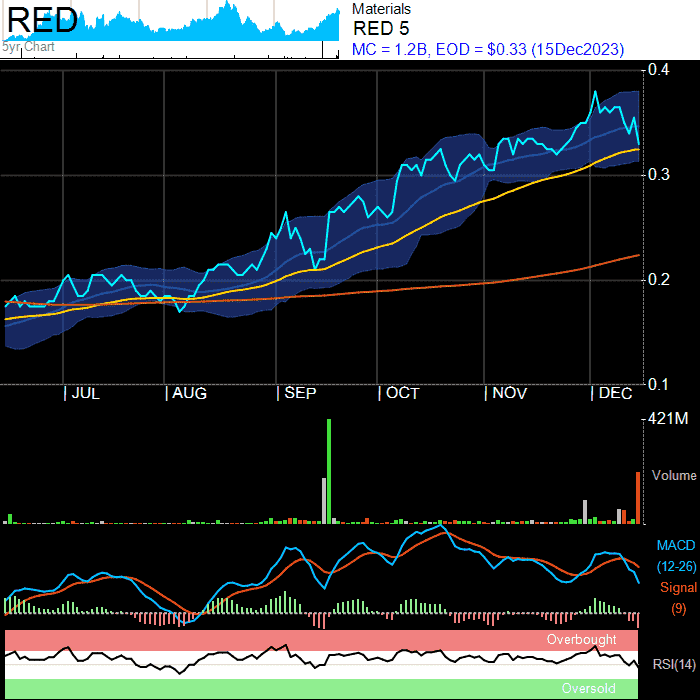 RED
5yr Chart
Materials
RED 5
MC = 1.2B, EOD = $0.33 (15Dec2023)
0.4
0.3
0.2
0.1
| JUL | AUG | SEP | OCT | NOV | DEC
421M
Volume
MACD
(12-26)
Signal
(9)
Overbought
RSI(14)
Oversold